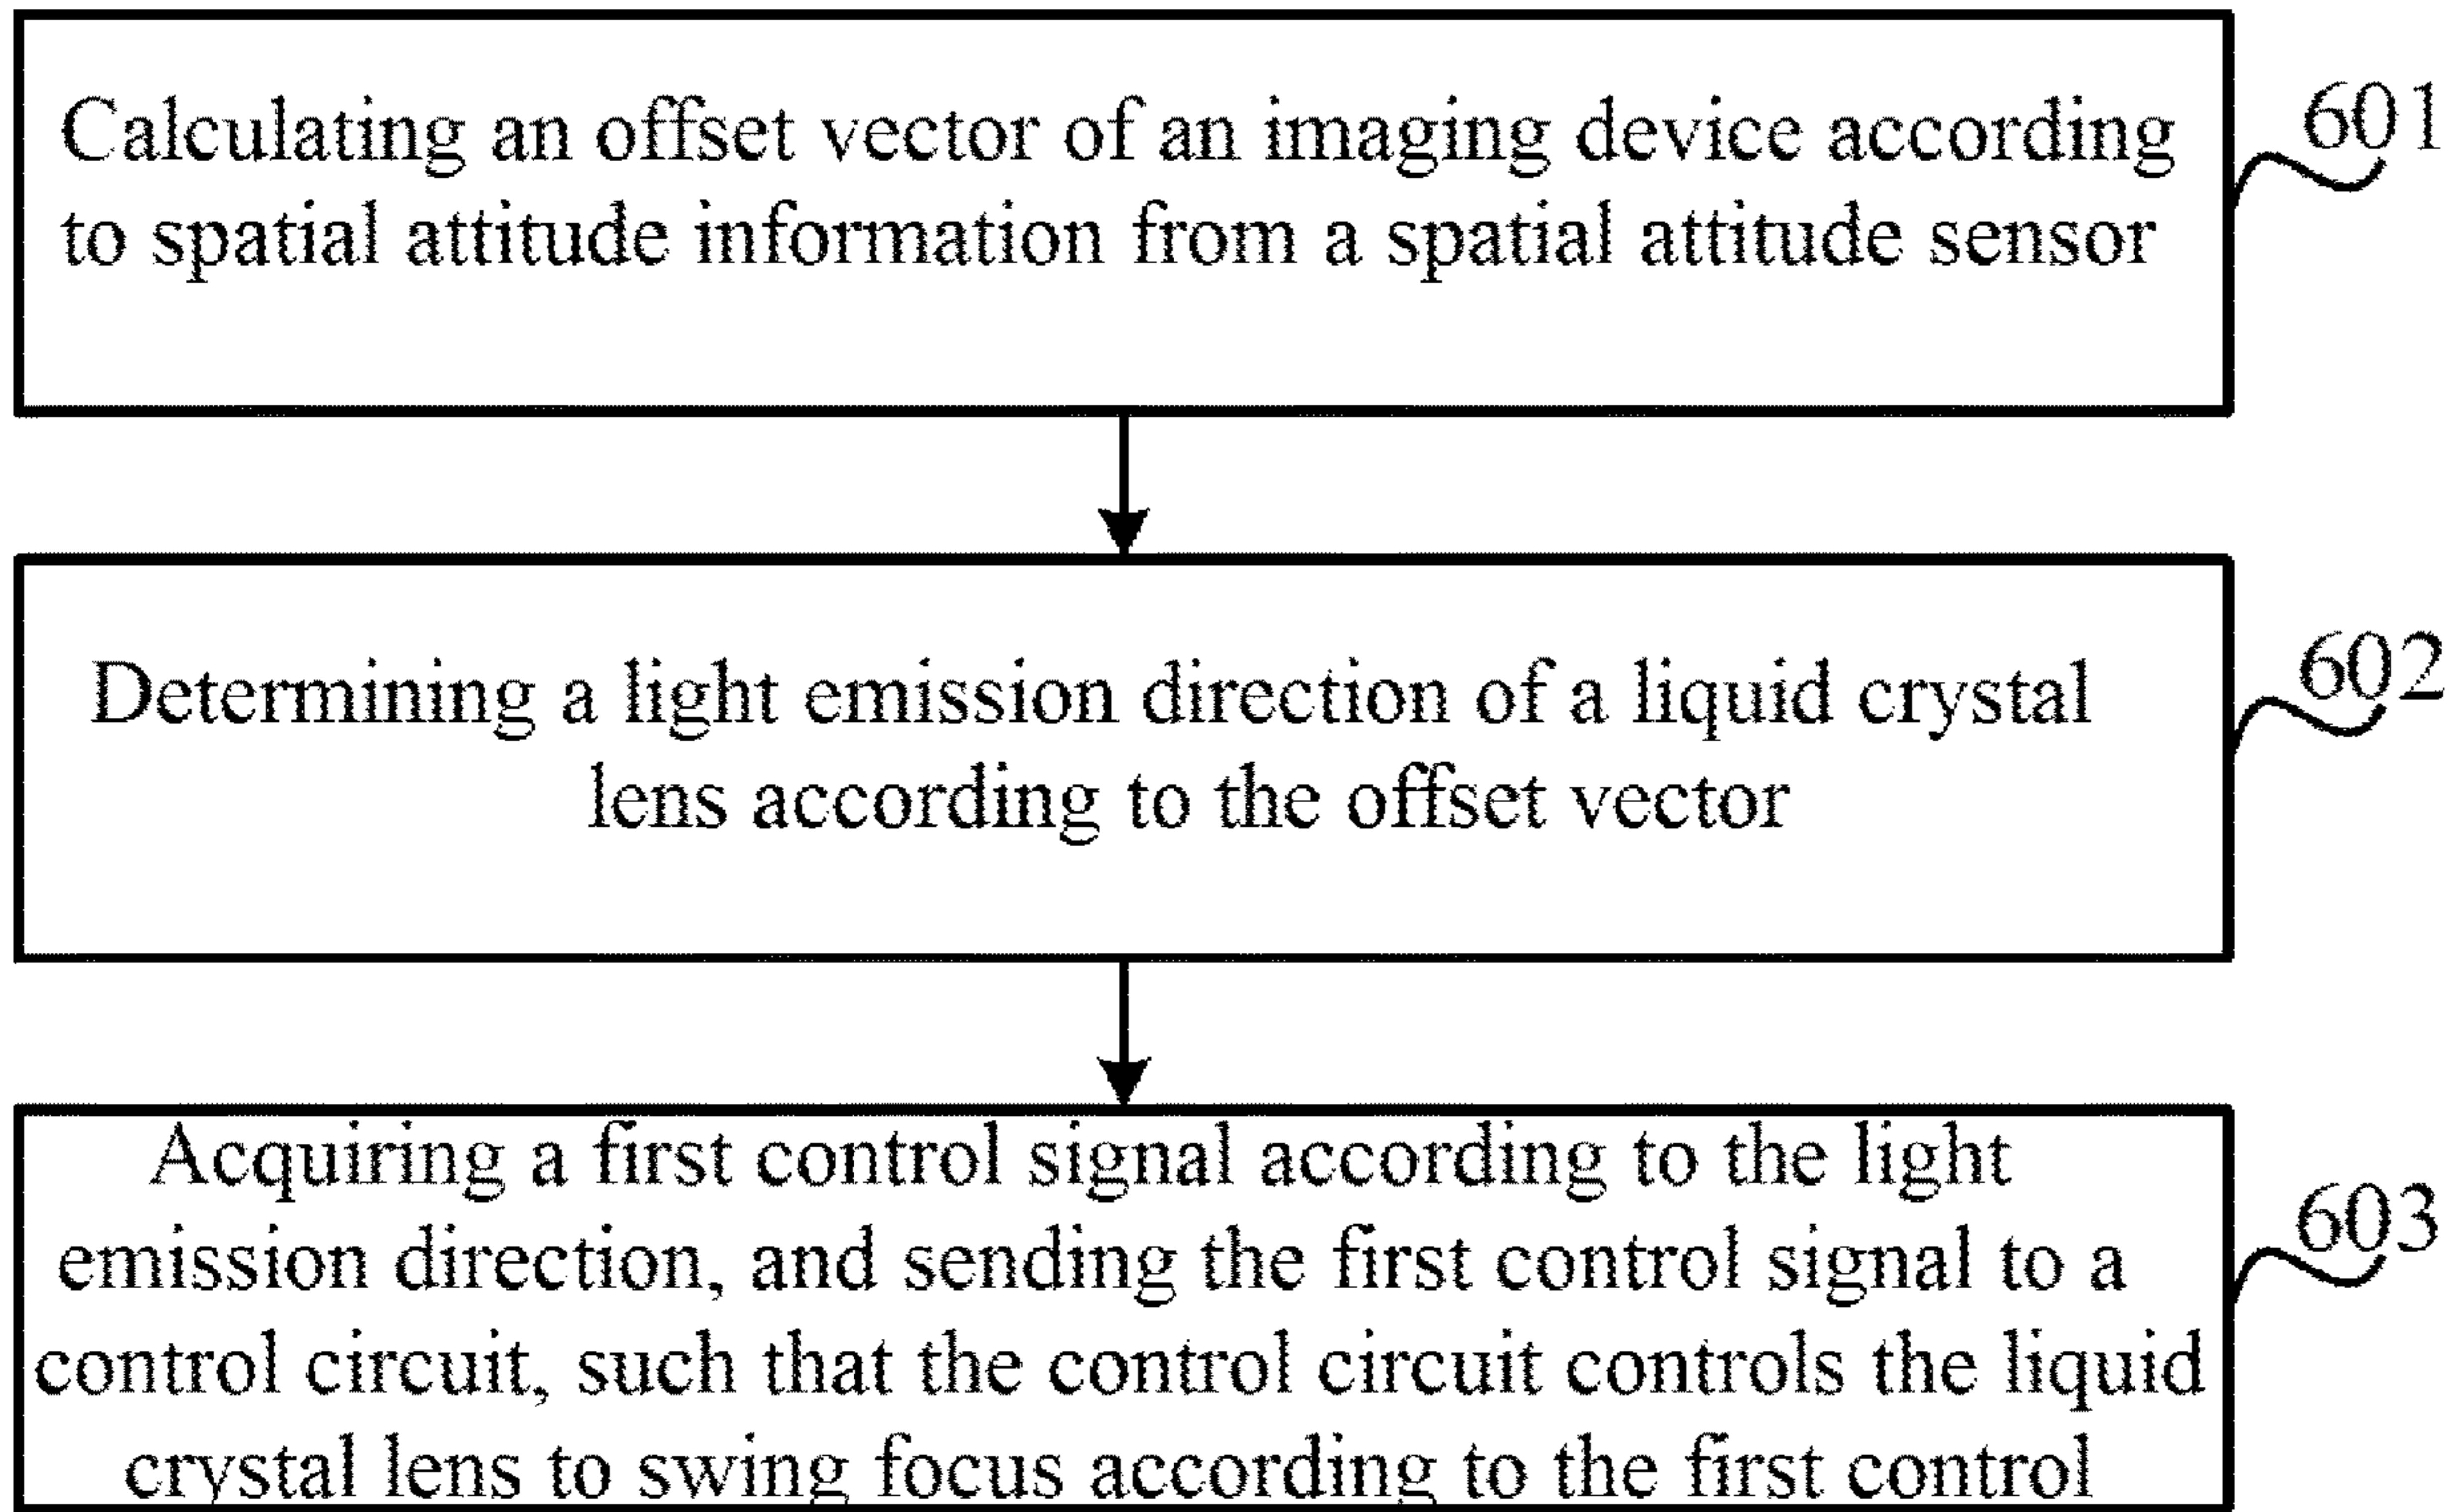 Calculating an offset vector of an imaging device according
to spatial attitude information from a spatial attitude sensor
601
Determining a light emission direction of a liquid crystal
lens according to the offset vector
602
Acquiring a first control signal according to the light
emission direction, and sending the first control signal to a
control circuit, such that the control circuit controls the liquid
crystal lens to swing focus according to the first control
603